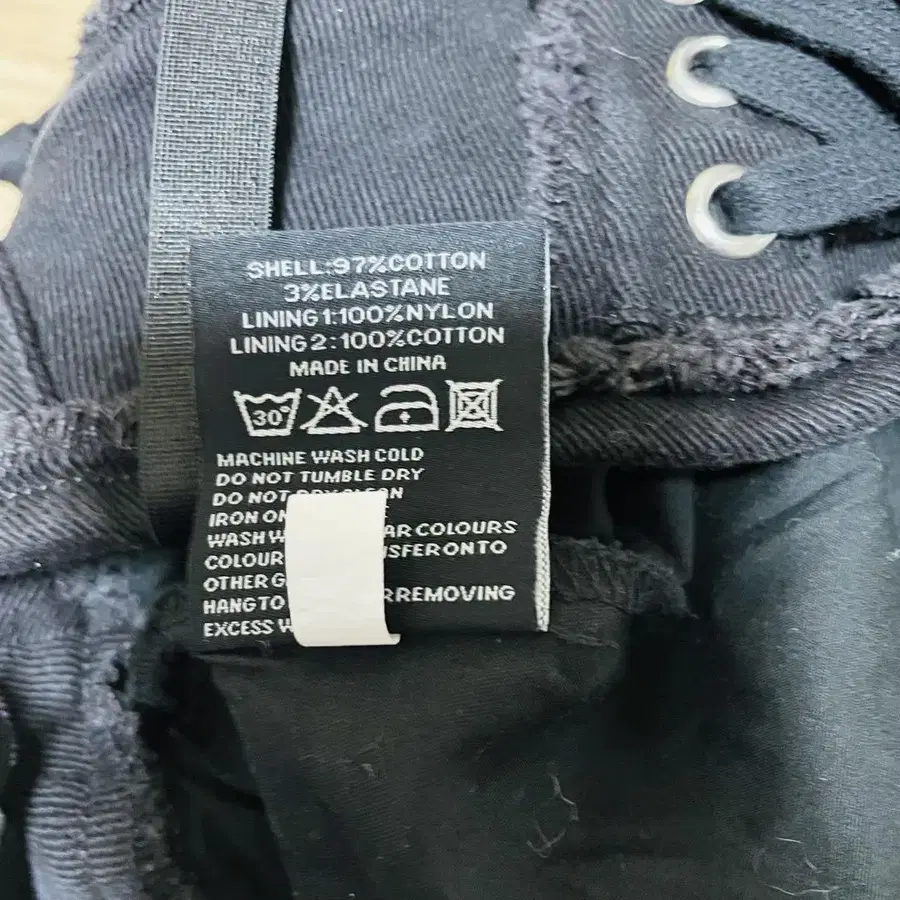 SHELL:97%COTTON
3%ELASTANE
LINING 1:100%NYLON
LINING 2:100%COTTON
MADE IN CHINA
30°
MACHINE WASH COLD
DO NOT TUMBLE DRY
DO NOT DRY CLEAN
IRON ON
WASH W AR COLOURS
COLOUR SFER ONTO
OTHER G
HANG TO R REMOVING
EXCESS W